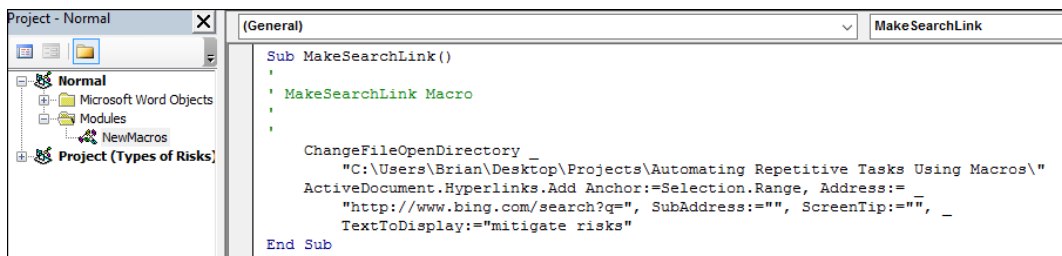 Project - Normal
X
(General)
MakeSearchLink
Normal
Microsoft Word Objects
Modules
NewMacros
Project (Types of Risks)
Sub MakeSearchLink()
'
' MakeSearchLink Macro
'
'
    ChangeFileOpenDirectory _
        "C:\Users\Brian\Desktop\Projects\Automating Repetitive Tasks Using Macros\"
    ActiveDocument.Hyperlinks.Add Anchor:=Selection.Range, Address:= _
        "http://www.bing.com/search?q=", SubAddress:="", ScreenTip:="", _
        TextToDisplay:="mitigate risks"
End Sub